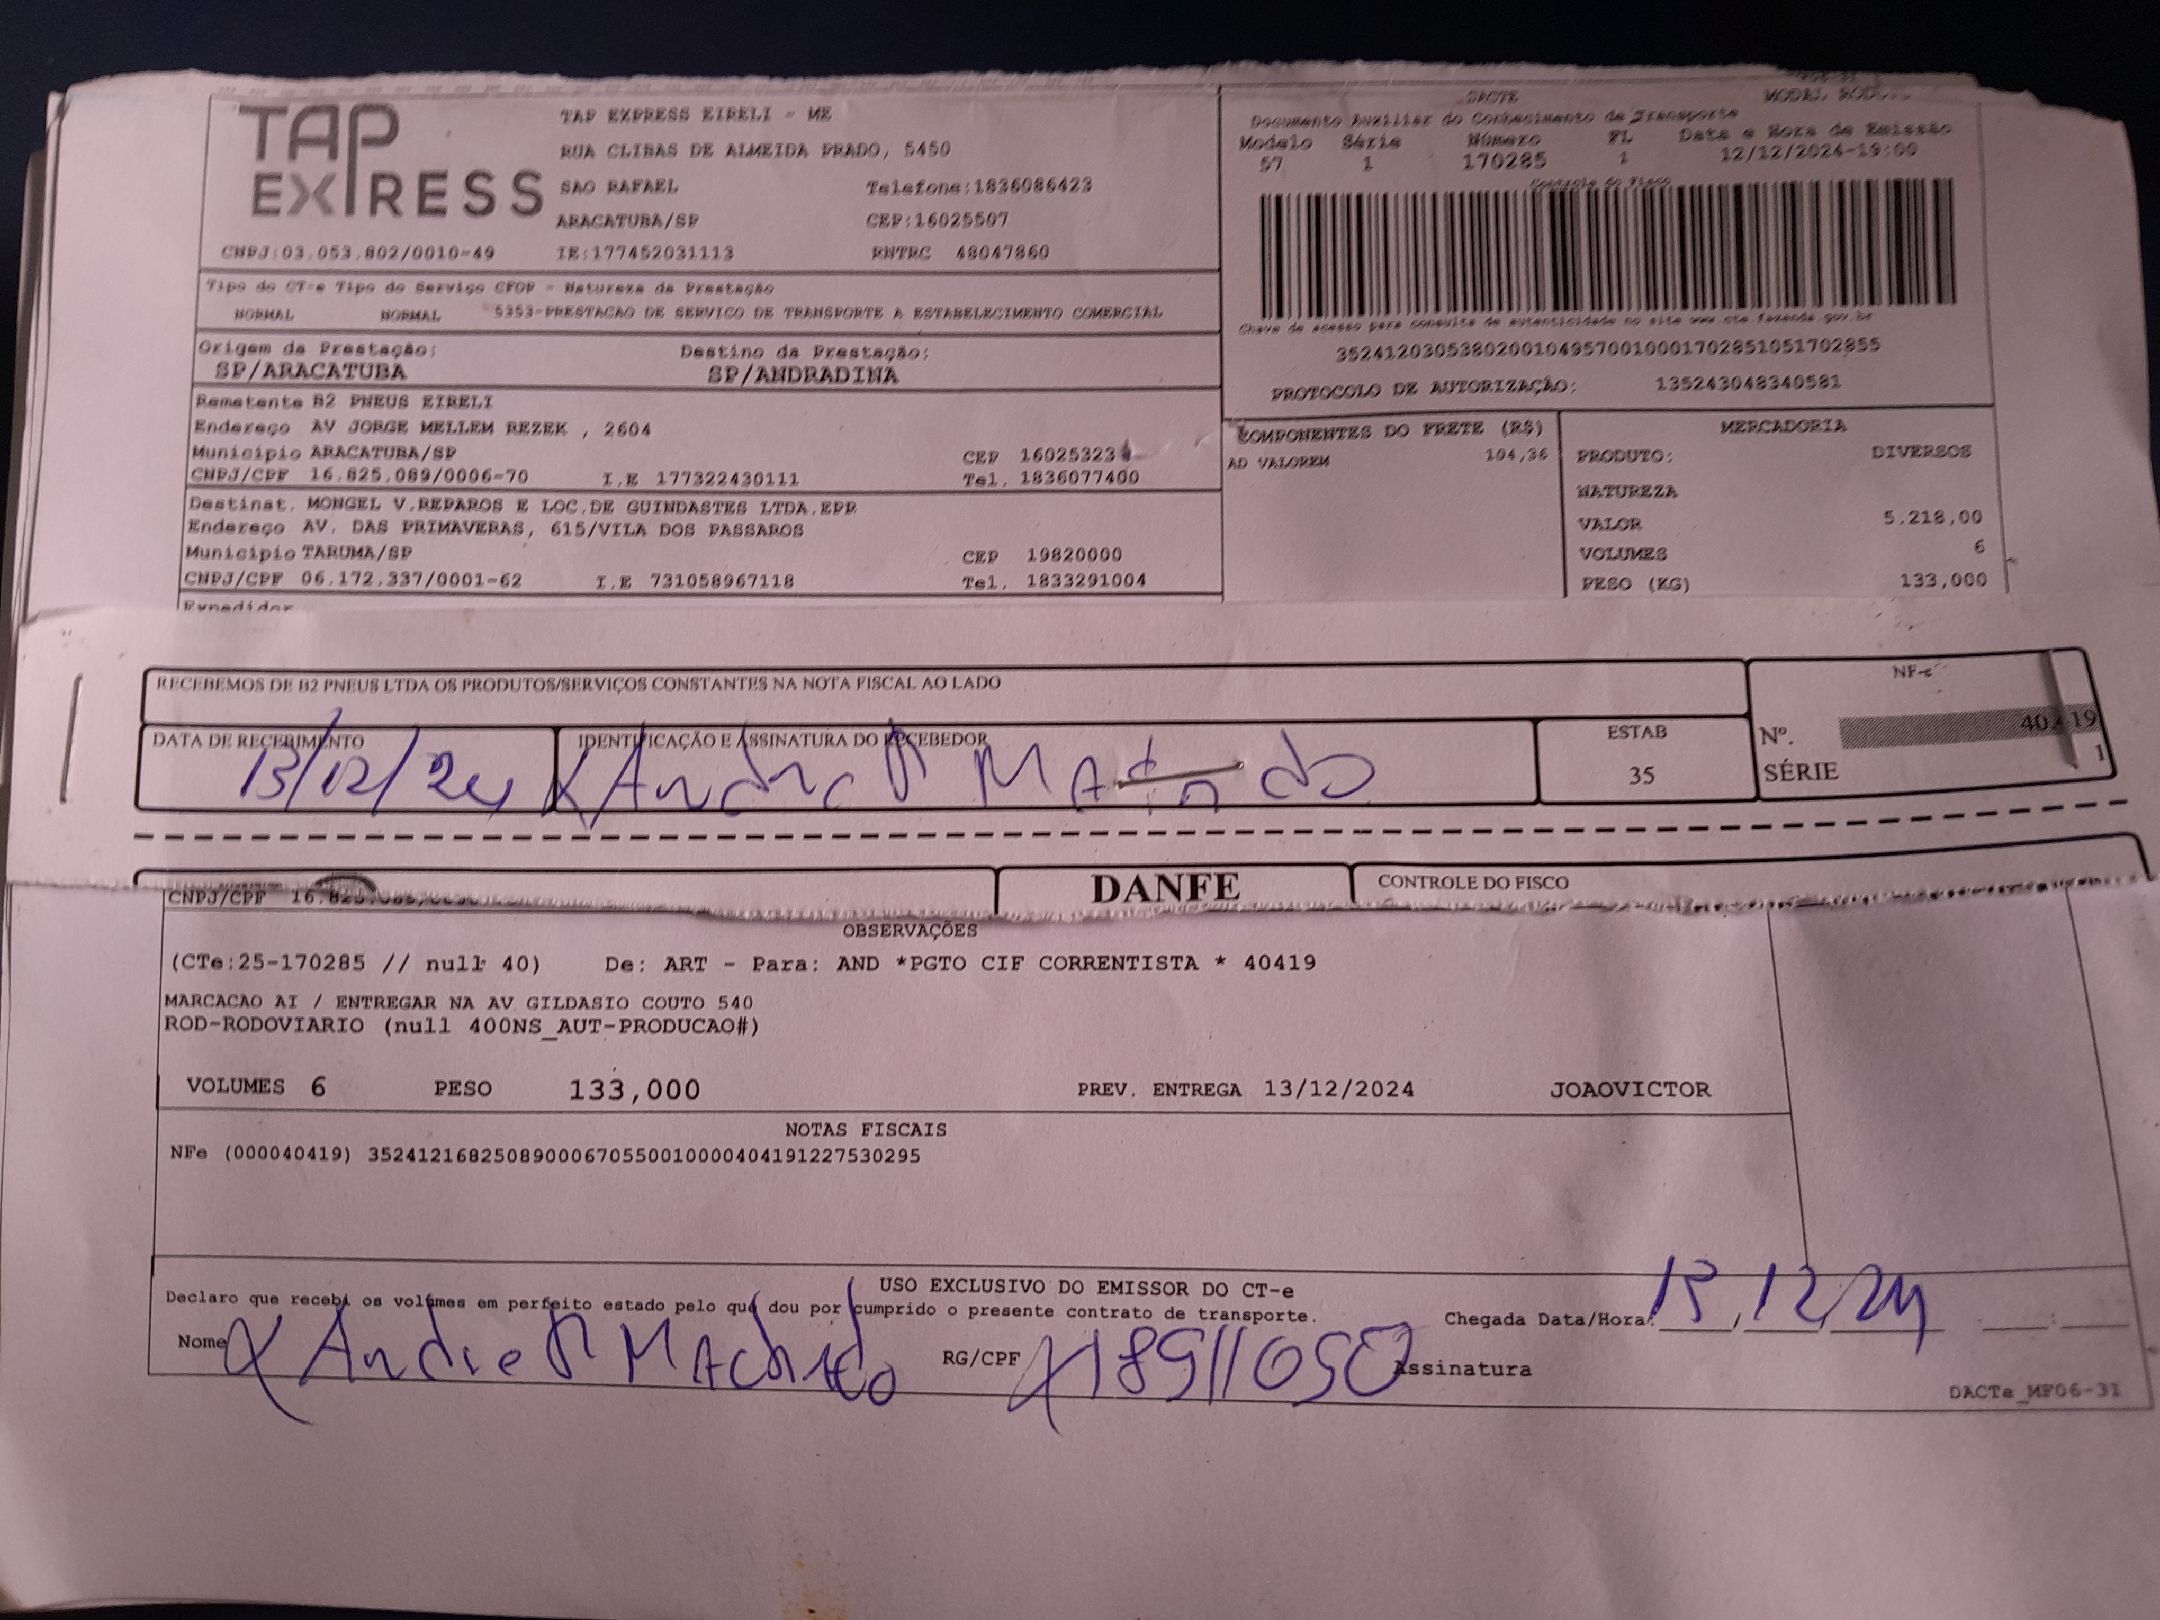 TAP EXPRESS
TAP EXPRESS EIRELI - ME
RUA CLIBAS DE ALMEIDA PRADO, 5450
SAO RAFAEL Telefone:1836086423
ARACATUBA/SP CEP:16025507
CNPJ:03.053.802/0010-49 IE:177452031113 RNTRC 48047860
DACTE MODAL
Documento Auxiliar do Conhecimento de Transporte
Modelo Série Número FL Data e Hora de Emissão
57 1 170285 1 12/12/2024-19:00
Controle do Fisco
Chave de acesso para consulta de autenticidade no site www.cte.fazenda.gov.br
35241203053802001049570010001702851051702855
PROTOCOLO DE AUTORIZAÇÃO: 135243048340581
Tipo do CT-e Tipo do Serviço CFOP - Natureza da Prestação
NORMAL NORMAL 5353-PRESTACAO DE SERVICO DE TRANSPORTE A ESTABELECIMENTO COMERCIAL
Origem da Prestação: Destino da Prestação:
SP/ARACATUBA SP/ANDRADINA
Remetente B2 PNEUS EIRELI
Endereço AV JORGE MELLEM REZEK , 2604
Município ARACATUBA/SP CEP 16025323
CNPJ/CPF 16.825.089/0006-70 I.E 177322430111 Tel. 1836077400
Destinat. MONGEL V.REPAROS E LOC.DE GUINDASTES LTDA.EPP
Endereço AV. DAS PRIMAVERAS, 615/VILA DOS PASSAROS
Município TARUMA/SP CEP 19820000
CNPJ/CPF 06.172.337/0001-62 I.E 731058967118 Tel. 1833291004
Expedidor
COMPONENTES DO FRETE (R$)
AD VALOREM 104,36
MERCADORIA
PRODUTO: DIVERSOS
NATUREZA
VALOR 5.218,00
VOLUMES 6
PESO (KG) 133,000
RECEBEMOS DE B2 PNEUS LTDA OS PRODUTOS/SERVIÇOS CONSTANTES NA NOTA FISCAL AO LADO
DATA DE RECEBIMENTO IDENTIFICAÇÃO E ASSINATURA DO RECEBEDOR ESTAB
13/12/24 X Andre 35
NF-e
Nº.
SÉRIE 1
DANFE CONTROLE DO FISCO
CNPJ/CPF
OBSERVAÇÕES
(CTe:25-170285 // null 40) De: ART - Para: AND *PGTO CIF CORRENTISTA * 40419
MARCACAO AI / ENTREGAR NA AV GILDASIO COUTO 540
ROD-RODOVIARIO (null 400NS_AUT-PRODUCAO#)
VOLUMES 6 PESO 133,000 PREV. ENTREGA 13/12/2024 JOAOVICTOR
NOTAS FISCAIS
NFe (000040419) 35241216825089000670550010000404191227530295
USO EXCLUSIVO DO EMISSOR DO CT-e
Declaro que recebi os volumes em perfeito estado pelo que dou por cumprido o presente contrato de transporte.
Chegada Data/Hora: 13, 12, 24
Nome X Andre Machado RG/CPF Assinatura
DACTe_MF06-31